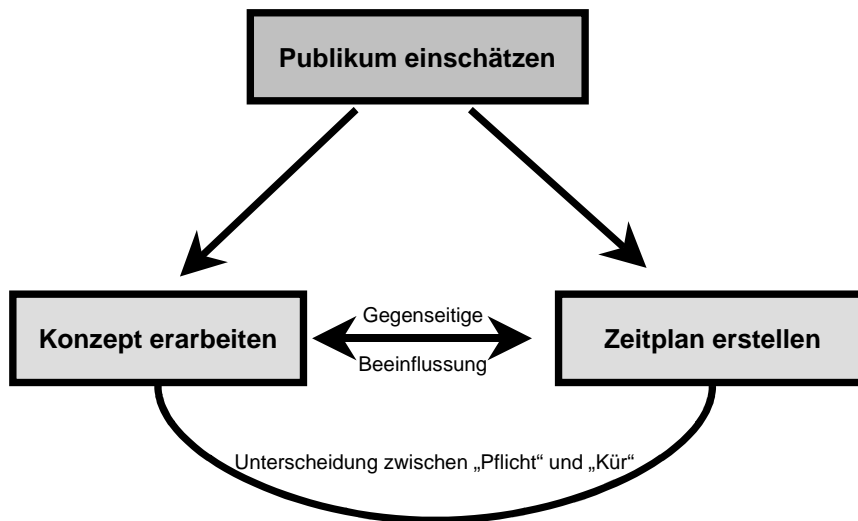 Publikum einschätzen
Konzept erarbeiten
Gegenseitige
Beeinflussung
Zeitplan erstellen
Unterscheidung zwischen „Pflicht“ und „Kür“